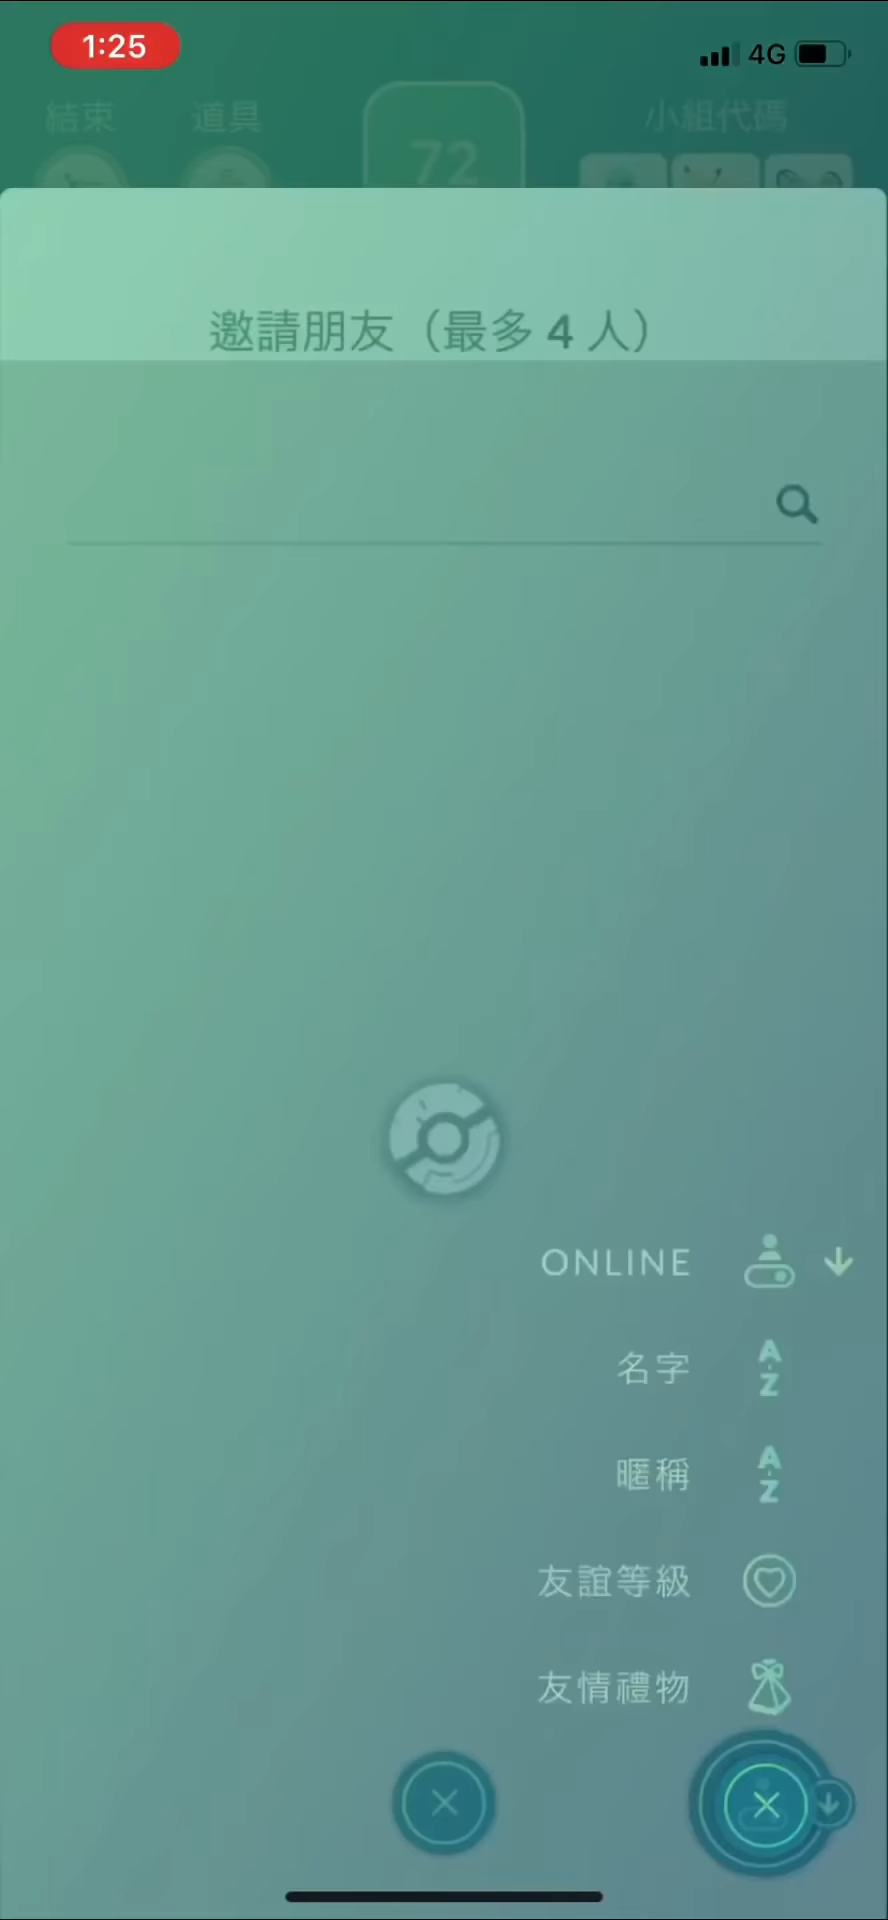 1:25
4G
結束
道具
72
小組代碼
邀請朋友（最多 4 人）
ONLINE
名字
A-Z
暱稱
A-Z
友誼等級
友情禮物